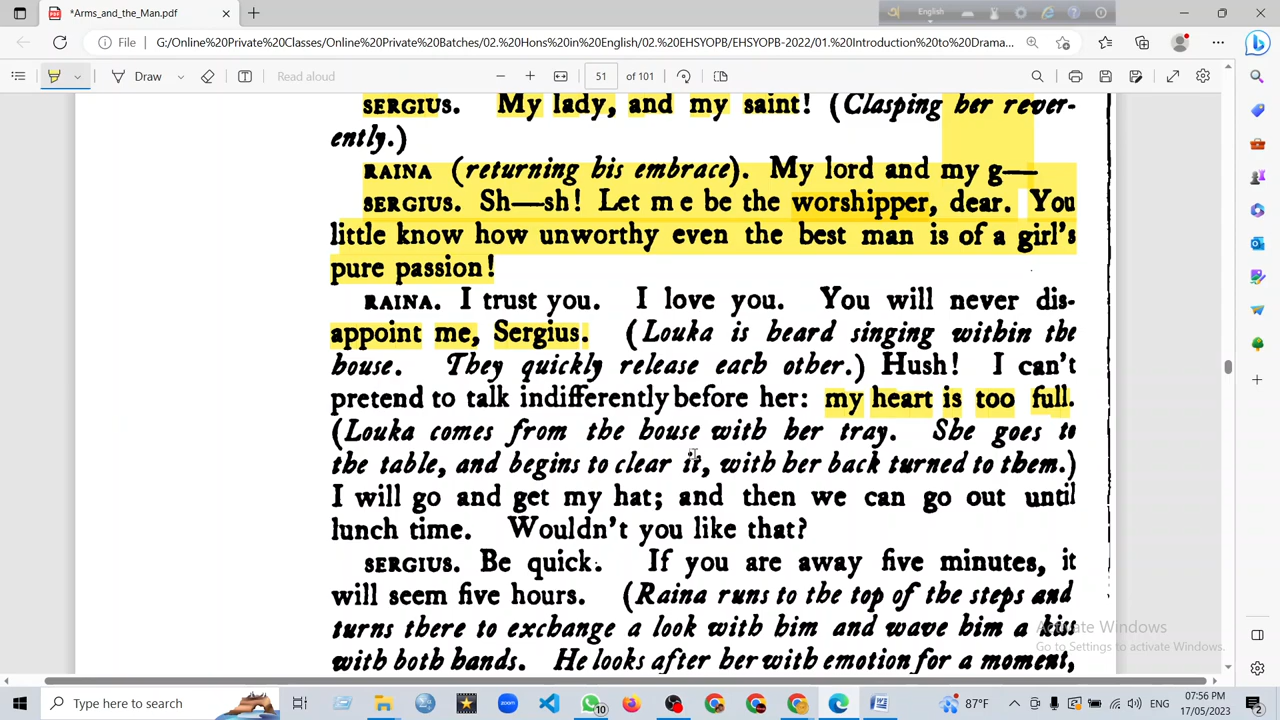 *Arms_and_the_Man.pdf
English
File
G:/Online%20Private%20Classes/Online%20Private%20Batches/02.%20Hons%20in%20English/02.%20EHSYOPB/EHSYOPB-2022/01.%20Introduction%20to%20Drama...
Draw
Read aloud
51 of 101
SERGIUS. My lady, and my saint! (Clasping her rever-
ently.)
RAINA (returning his embrace). My lord and my g—
SERGIUS. Sh—sh! Let me be the worshipper, dear. You
little know how unworthy even the best man is of a girl's
pure passion!
RAINA. I trust you. I love you. You will never dis-
appoint me, Sergius. (Louka is heard singing within the
house. They quickly release each other.) Hush! I can't
pretend to talk indifferently before her: my heart is too full.
(Louka comes from the house with her tray. She goes to
the table, and begins to clear it, with her back turned to them.)
I will go and get my hat; and then we can go out until
lunch time. Wouldn't you like that?
SERGIUS. Be quick. If you are away five minutes, it
will seem five hours. (Raina runs to the top of the steps and
turns there to exchange a look with him and wave him a kiss
with both hands. He looks after her with emotion for a moment,
Activate Windows
Go to Settings to activate Windows.
Type here to search
zoom
10
87°F
ENG
07:56 PM
17/05/2023
2